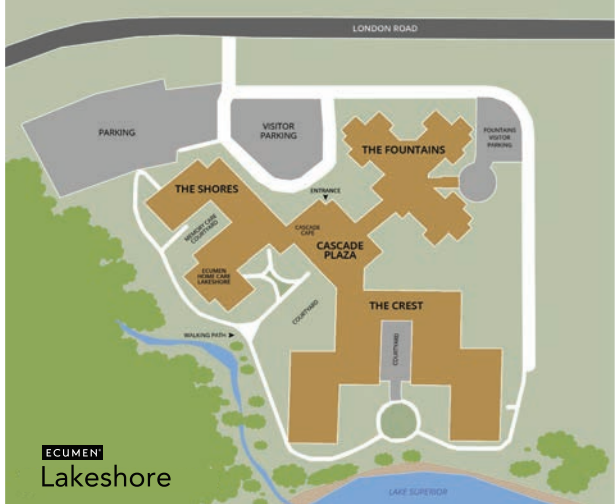 LONDON ROAD
PARKING
VISITOR
PARKING
FOUNTAINS
VISITOR
PARKING
THE FOUNTAINS
THE SHORES
ENTRANCE
MEMORY CARE
COURTYARD
CASCADE
CAFE
CASCADE
PLAZA
ECUMEN
HOME CARE
LAKESHORE
COURTYARD
THE CREST
WALKING PATH
COURTYARD
ECUMEN®
Lakeshore
LAKE SUPERIOR